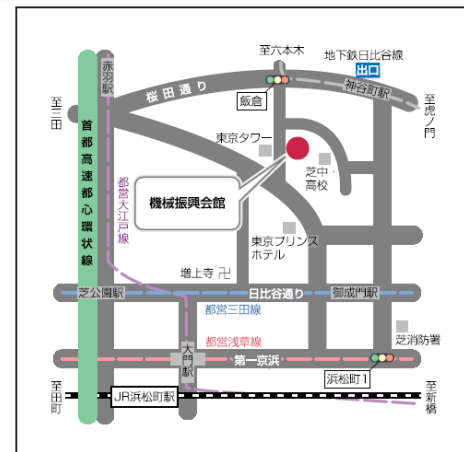 至六本木
地下鉄日比谷線
出口
赤羽駅
桜田通り
飯倉
神谷町駅
至三田
至虎ノ門
首都高速都心環状線
東京タワー
芝中・
高校
機械振興会館
都営大江戸線
東京プリンス
ホテル
増上寺 卍
芝公園駅
日比谷通り
御成門駅
都営三田線
芝消防署
都営浅草線
大門駅
第一京浜
浜松町1
至田町
JR浜松町駅
至新橋